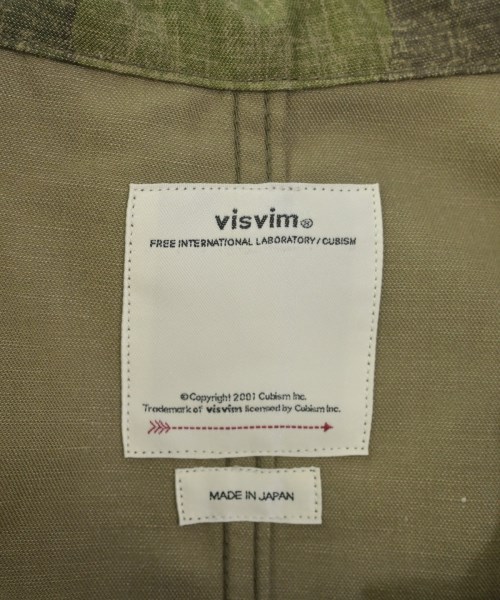 visvim®
FREE INTERNATIONAL LABORATORY/CUBISM
©Copyright 2001 Cubism Inc.
Trademark of visvim licensed by Cubism Inc.
MADE IN JAPAN